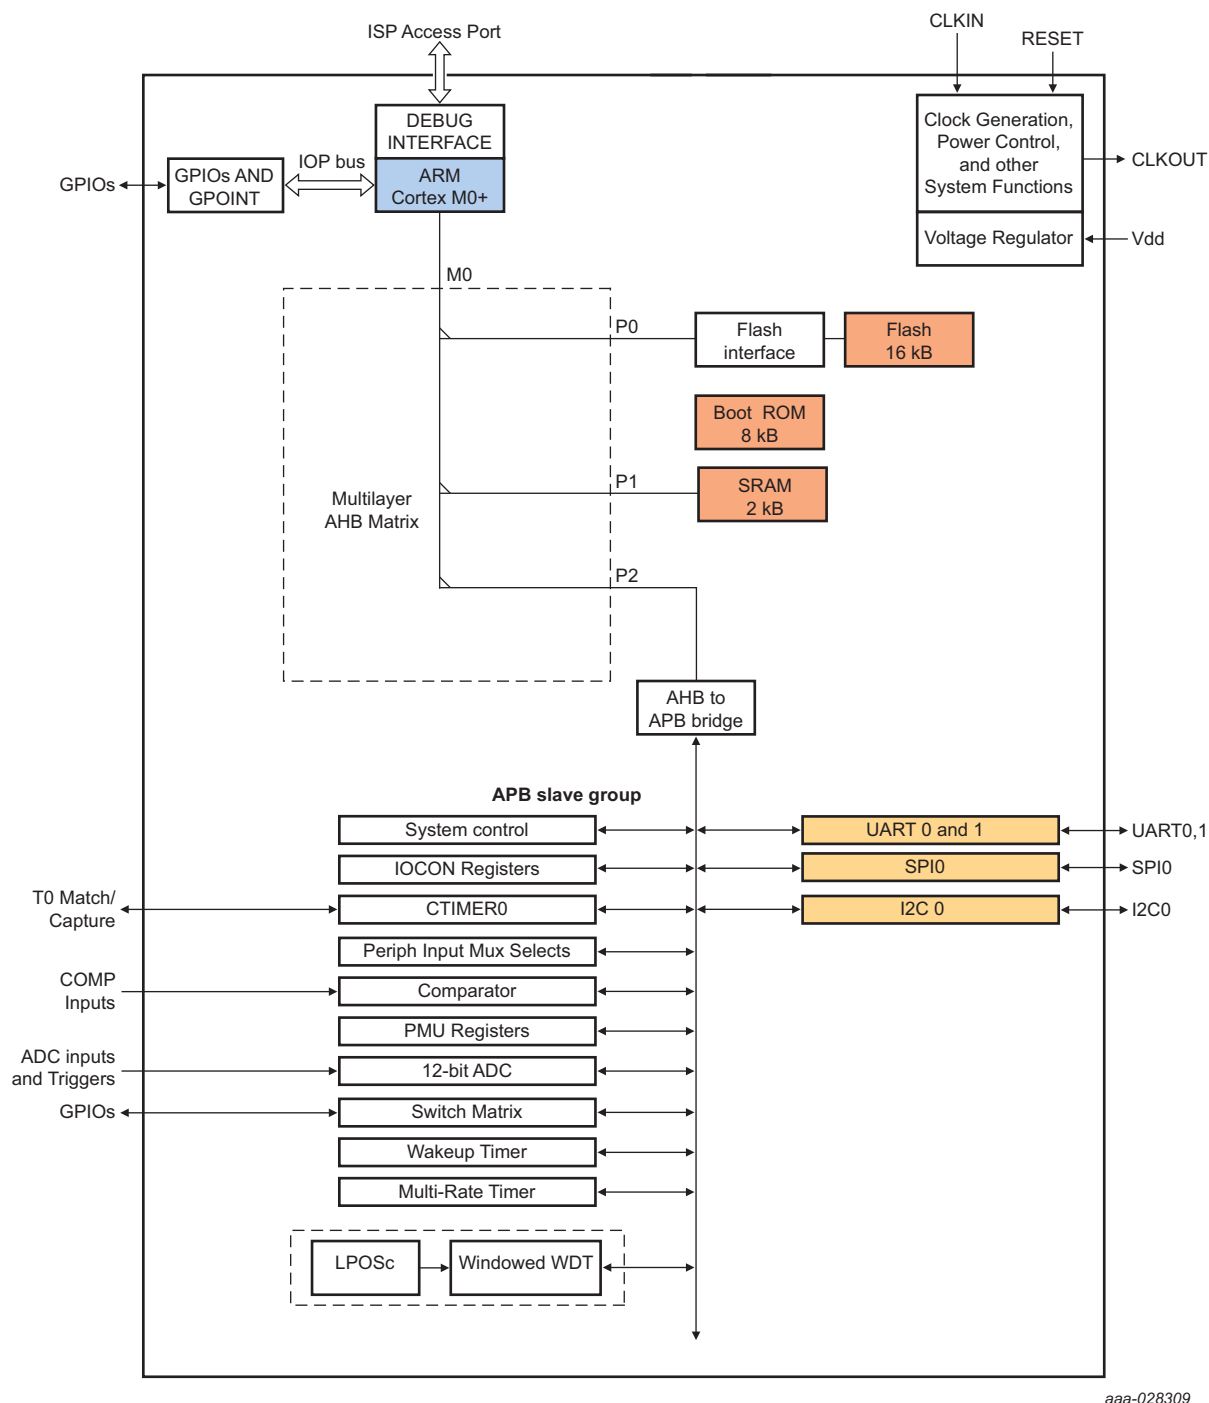 ISP Access Port
CLKIN
RESET
DEBUG
INTERFACE
ARM
Cortex M0+
IOP bus
GPIOs
GPIOs AND
GPOINT
Clock Generation,
Power Control,
and other
System Functions
CLKOUT
Voltage Regulator
Vdd
M0
P0
Flash
interface
Flash
16 kB
Boot ROM
8 kB
P1
SRAM
2 kB
Multilayer
AHB Matrix
P2
AHB to
APB bridge
APB slave group
System control
UART 0 and 1
UART0,1
IOCON Registers
SPI0
SPI0
T0 Match/
Capture
CTIMER0
I2C 0
I2C0
Periph Input Mux Selects
COMP
Inputs
Comparator
PMU Registers
ADC inputs
and Triggers
12-bit ADC
GPIOs
Switch Matrix
Wakeup Timer
Multi-Rate Timer
LPOSc
Windowed WDT
aaa-028309